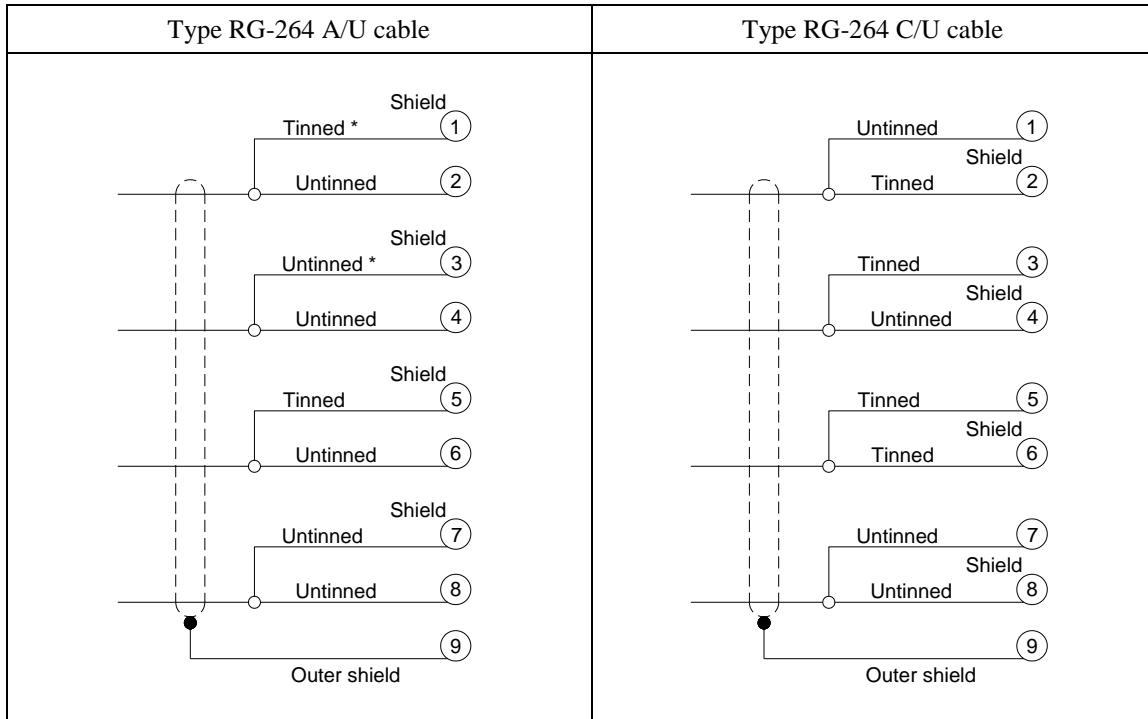 Type RG-264 A/U cable
Shield
Tinned * 1
Untinned 2
Shield
Untinned * 3
Untinned 4
Shield
Tinned 5
Untinned 6
Shield
Untinned 7
Untinned 8
9
Outer shield
Type RG-264 C/U cable
Untinned 1
Shield
Tinned 2
Tinned 3
Shield
Untinned 4
Tinned 5
Shield
Tinned 6
Untinned 7
Shield
Untinned 8
9
Outer shield